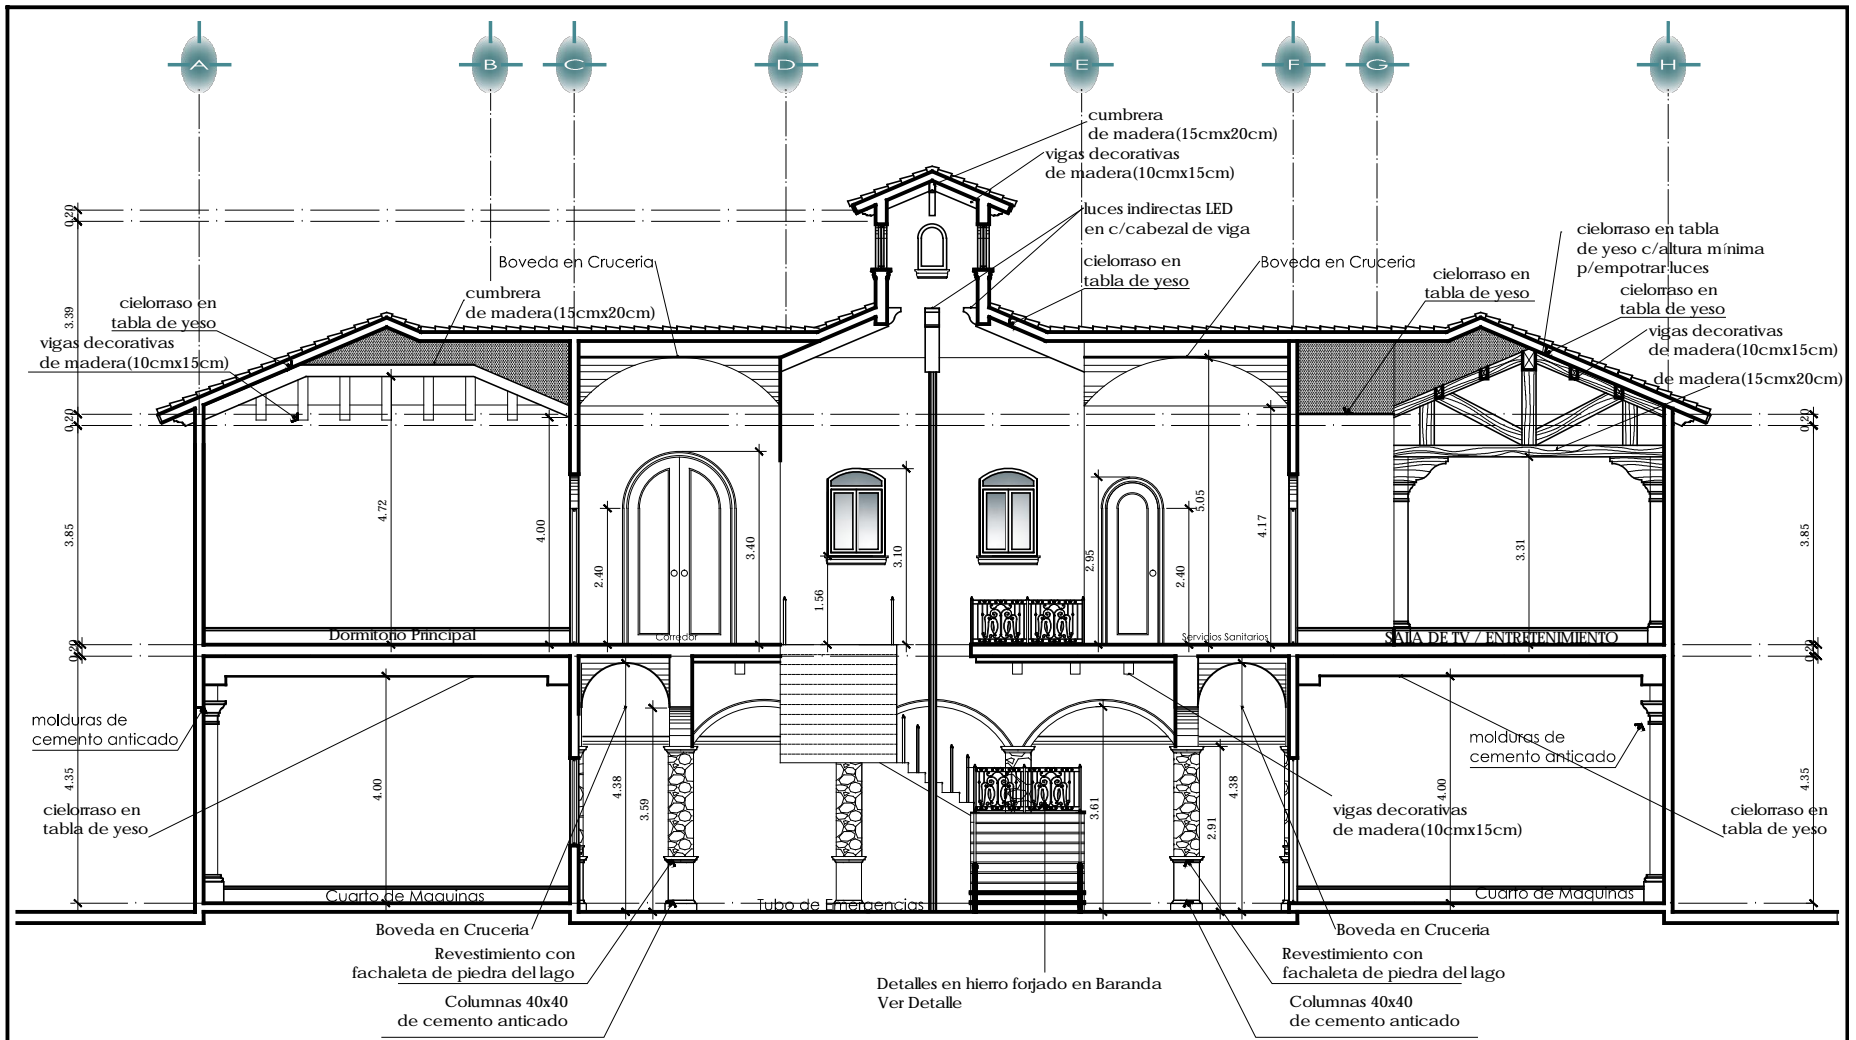 A
B
C
D
E
F
G
H
cumbrera
de madera(15cmx20cm)
vigas decorativas
de madera(10cmx15cm)
luces indirectas LED
en c/cabezal de viga
cielorraso en
tabla de yeso
Boveda en Cruceria
Boveda en Cruceria
cielorraso en tabla
de yeso c/altura mínima
p/empotrar luces
cielorraso en
tabla de yeso
cielorraso en
tabla de yeso
vigas decorativas
de madera(10cmx15cm)
de madera(15cmx20cm)
cumbrera
de madera(15cmx20cm)
cielorraso en
tabla de yeso
vigas decorativas
de madera(10cmx15cm)
0.20
3.39
0.20
3.85
0.20
4.35
4.72
4.00
2.40
3.40
1.56
3.10
2.95
2.40
5.05
4.17
3.31
0.20
3.85
0.20
4.35
Dormitorio Principal
Corredor
Servicios Sanitarios
SALA DE TV / ENTRETENIMIENTO
molduras de
cemento anticado
molduras de
cemento anticado
4.00
4.38
3.59
3.61
2.91
4.38
4.00
cielorraso en
tabla de yeso
vigas decorativas
de madera(10cmx15cm)
cielorraso en
tabla de yeso
Cuarto de Maquinas
Tubo de Emergencias
Cuarto de Maquinas
Boveda en Cruceria
Revestimiento con
fachaleta de piedra del lago
Columnas 40x40
de cemento anticado
Detalles en hierro forjado en Baranda
Ver Detalle
Boveda en Cruceria
Revestimiento con
fachaleta de piedra del lago
Columnas 40x40
de cemento anticado